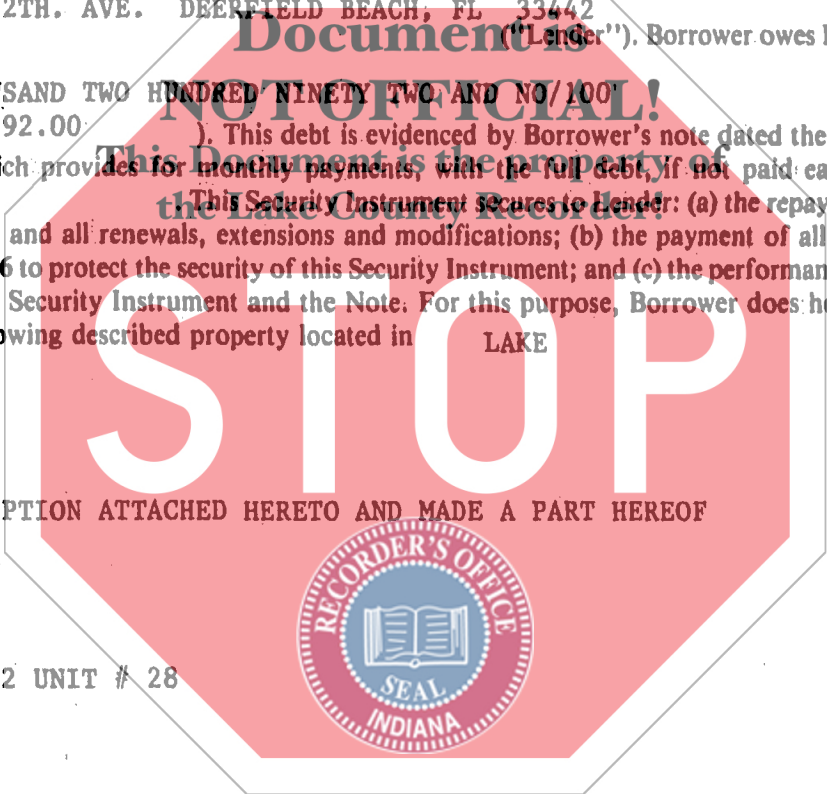 2TH. AVE. DEERFIELD BEACH, FL 33442
Document is
("Lender"). Borrower owes
SAND TWO HUNDRED NINETY TWO AND NO/100
NOT OFFICIAL!
92.00 ). This debt is evidenced by Borrower's note dated the
This Document is the property of
ch provides for monthly payments, with the full debt, if not paid ea
the Lake County Recorder!
. This Security Instrument secures to Lender: (a) the repay
and all renewals, extensions and modifications; (b) the payment of all
6 to protect the security of this Security Instrument; and (c) the performan
Security Instrument and the Note. For this purpose, Borrower does he
owing described property located in LAKE
STOP
PTION ATTACHED HERETO AND MADE A PART HEREOF
RECORDER'S OFFICE
SEAL
INDIANA
2 UNIT # 28